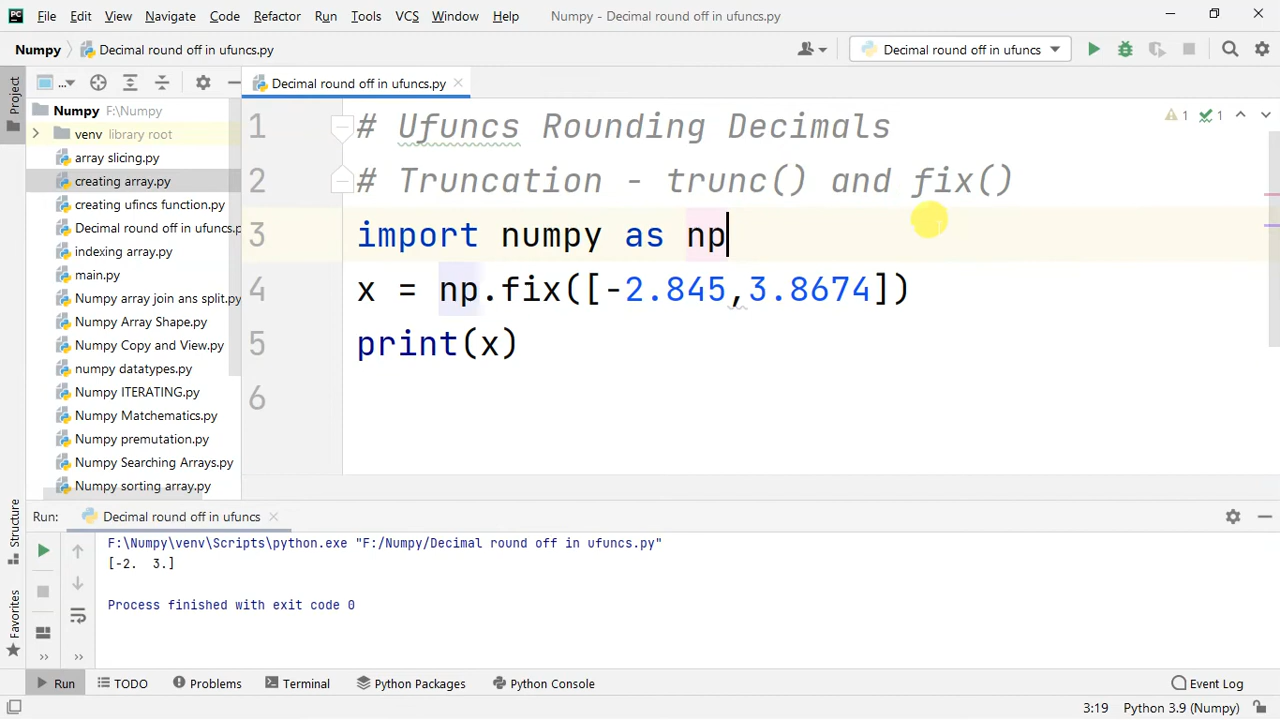 PC File Edit View Navigate Code Refactor Run Tools VCS Window Help Numpy - Decimal round off in ufuncs.py
Numpy Decimal round off in ufuncs.py Decimal round off in ufuncs
Project ... Decimal round off in ufuncs.py
Numpy F:\Numpy
venv library root
array slicing.py
creating array.py
creating ufincs function.py
Decimal round off in ufuncs.p
indexing array.py
main.py
Numpy array join ans split.py
Numpy Array Shape.py
Numpy Copy and View.py
numpy datatypes.py
Numpy ITERATING.py
Numpy Matchematics.py
Numpy premutation.py
Numpy Searching Arrays.py
Numpy sorting array.py
1 # Ufuncs Rounding Decimals
2 # Truncation - trunc() and fix()
3 import numpy as np
4 x = np.fix([-2.845,3.8674])
5 print(x)
6
1 1
Structure
Favorites
Run: Decimal round off in ufuncs
F:\Numpy\venv\Scripts\python.exe "F:/Numpy/Decimal round off in ufuncs.py"
[-2. 3.]
Process finished with exit code 0
Run TODO Problems Terminal Python Packages Python Console Event Log
3:19 Python 3.9 (Numpy)